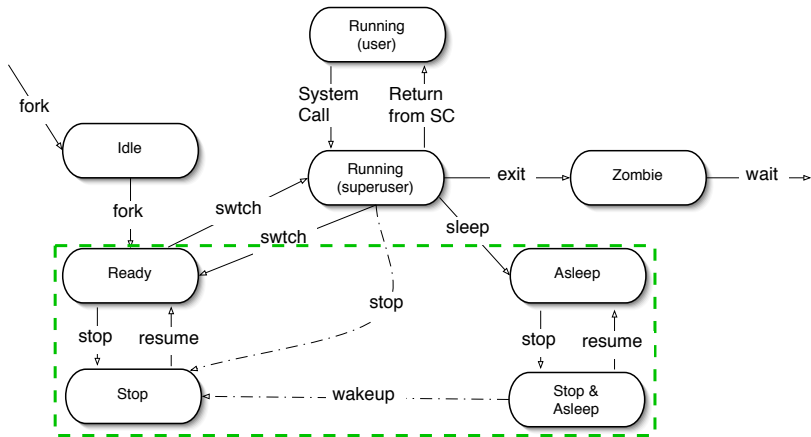 Running
(user)
fork
System
Call
Return
from SC
Idle
Running
(superuser)
exit
Zombie
wait
fork
swtch
swtch
sleep
Ready
Asleep
stop
stop
resume
stop
resume
Stop
wakeup
Stop &
Asleep